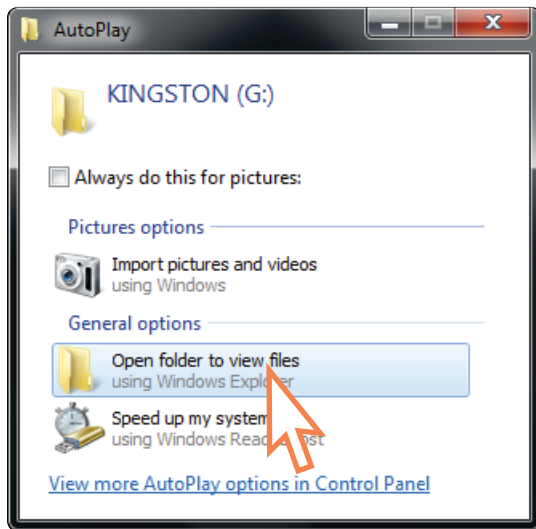 AutoPlay
KINGSTON (G:)
Always do this for pictures:
Pictures options
Import pictures and videos
using Windows
General options
Open folder to view files
using Windows Explorer
Speed up my system
using Windows ReadyBoost
View more AutoPlay options in Control Panel